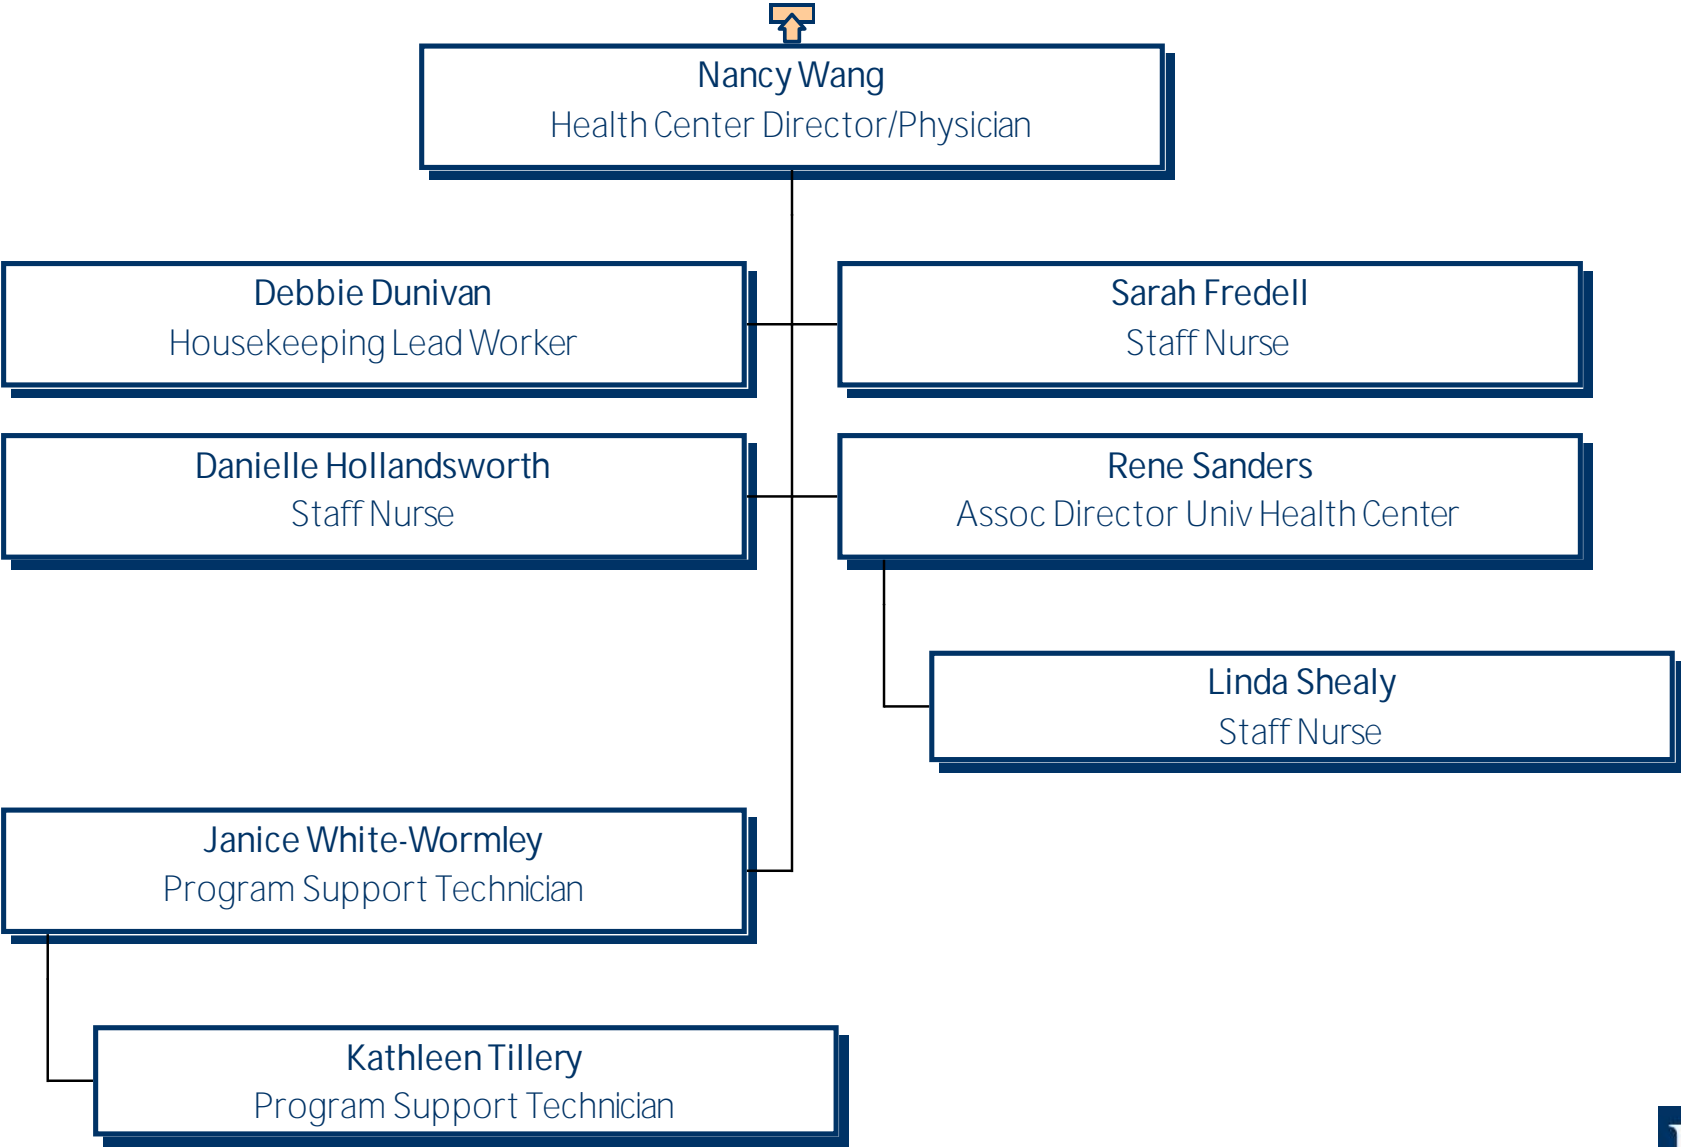 Nancy Wang
Health Center Director/Physician
Debbie Dunivan
Housekeeping Lead Worker
Sarah Fredell
Staff Nurse
Danielle Hollandsworth
Staff Nurse
Rene Sanders
Assoc Director Univ Health Center
Linda Shealy
Staff Nurse
Janice White-Wormley
Program Support Technician
Kathleen Tillery
Program Support Technician